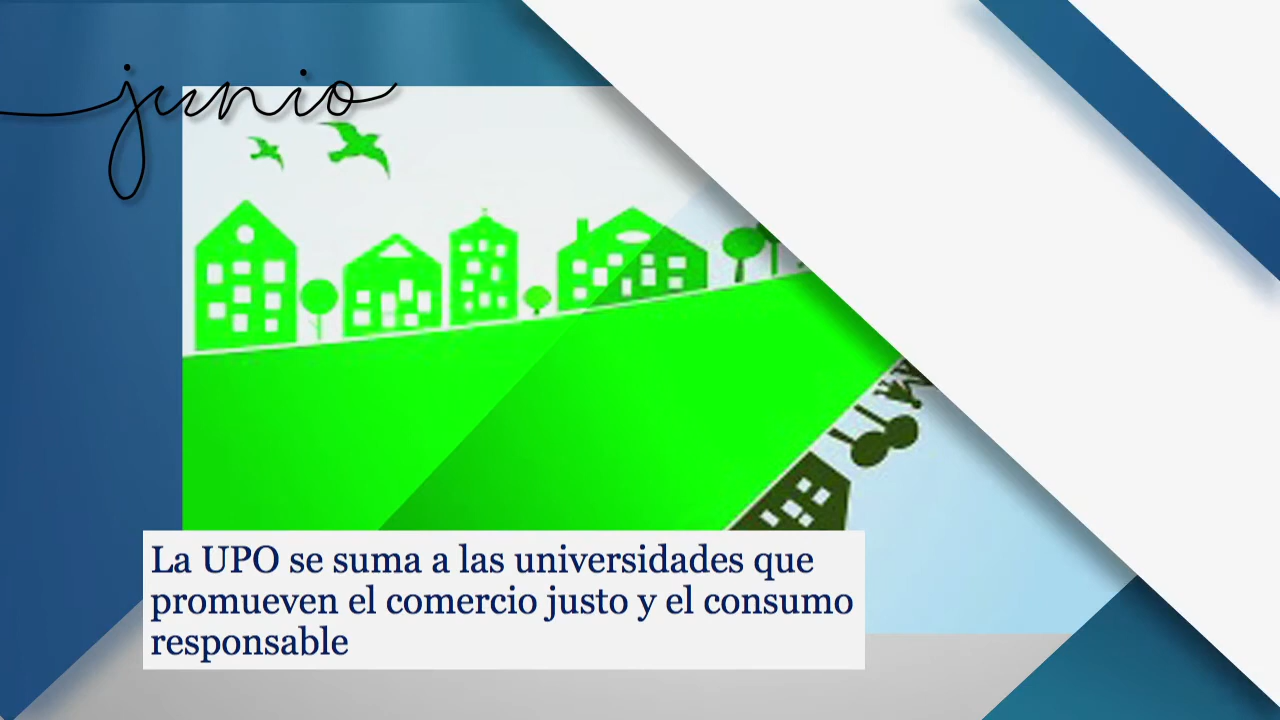 junio
La UPO se suma a las universidades que
promueven el comercio justo y el consumo
responsable